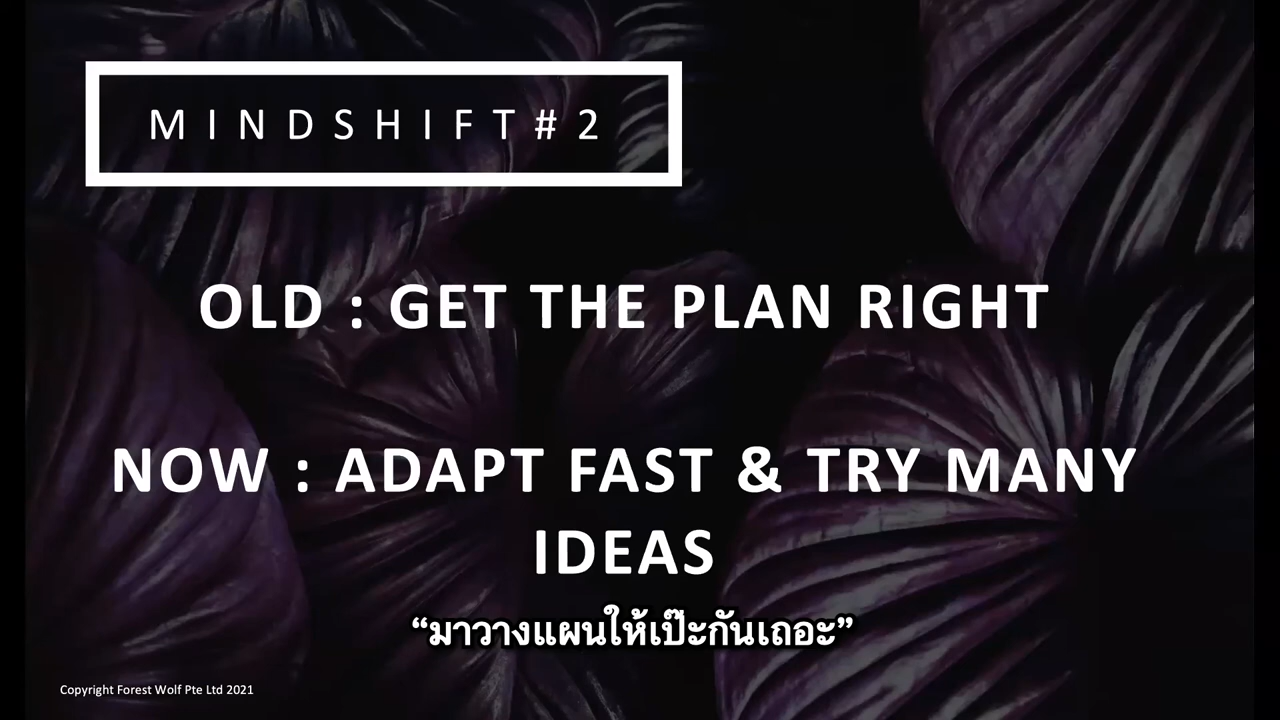 MINDSHIFT#2
OLD : GET THE PLAN RIGHT
NOW : ADAPT FAST & TRY MANY
IDEAS
“มาวางแผนให้เป๊ะกันเถอะ”
Copyright Forest Wolf Pte Ltd 2021